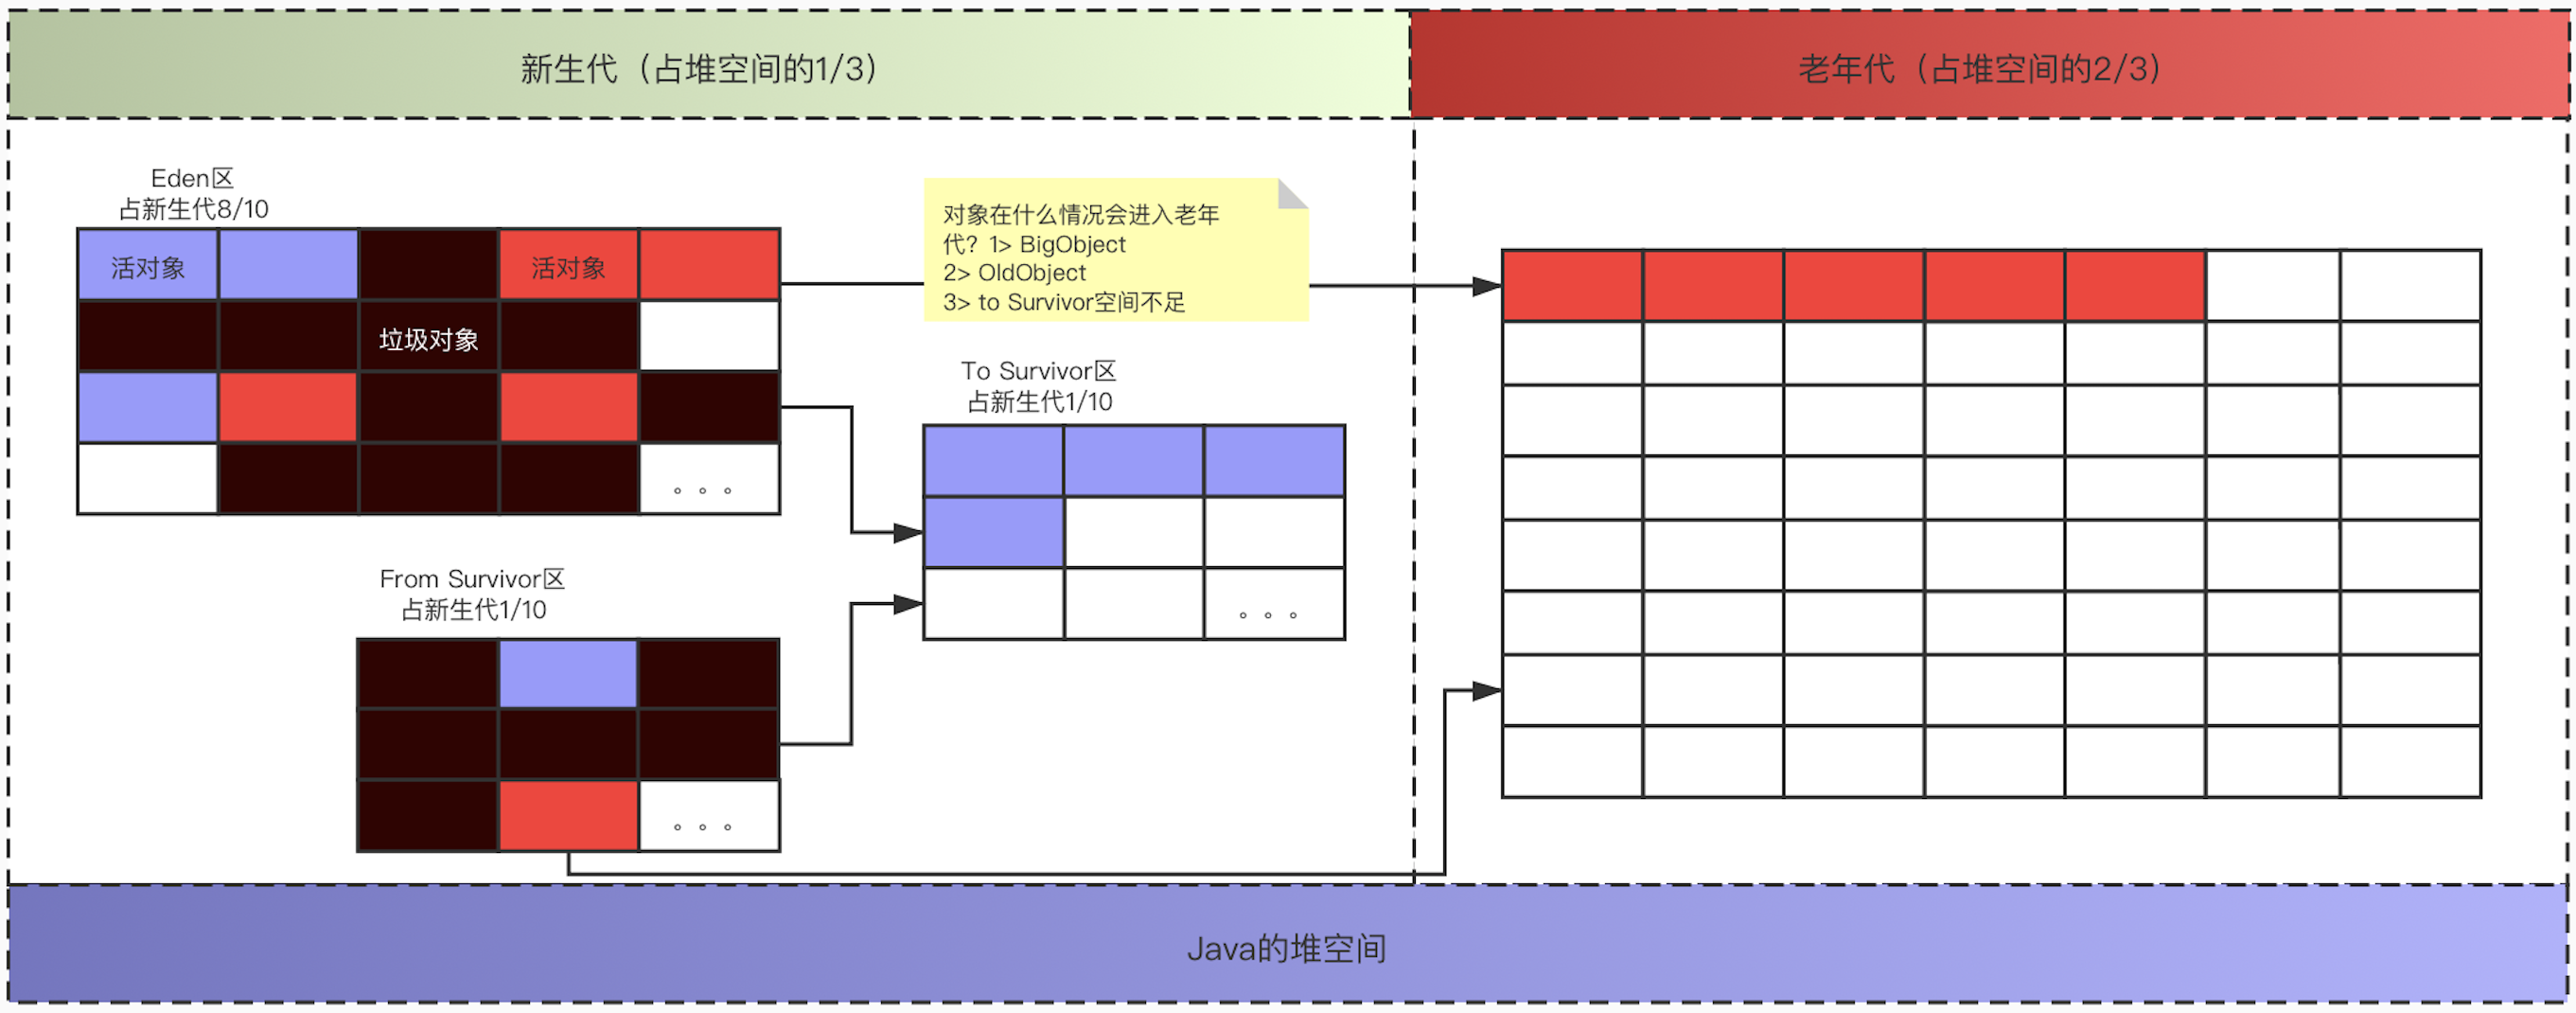 新生代（占堆空间的1/3）
老年代（占堆空间的2/3）
Eden区
占新生代8/10
活对象
活对象
垃圾对象
。。。
对象在什么情况会进入老年
代？1> BigObject
2> OldObject
3> to Survivor空间不足
To Survivor区
占新生代1/10
。。。
From Survivor区
占新生代1/10
。。。
Java的堆空间